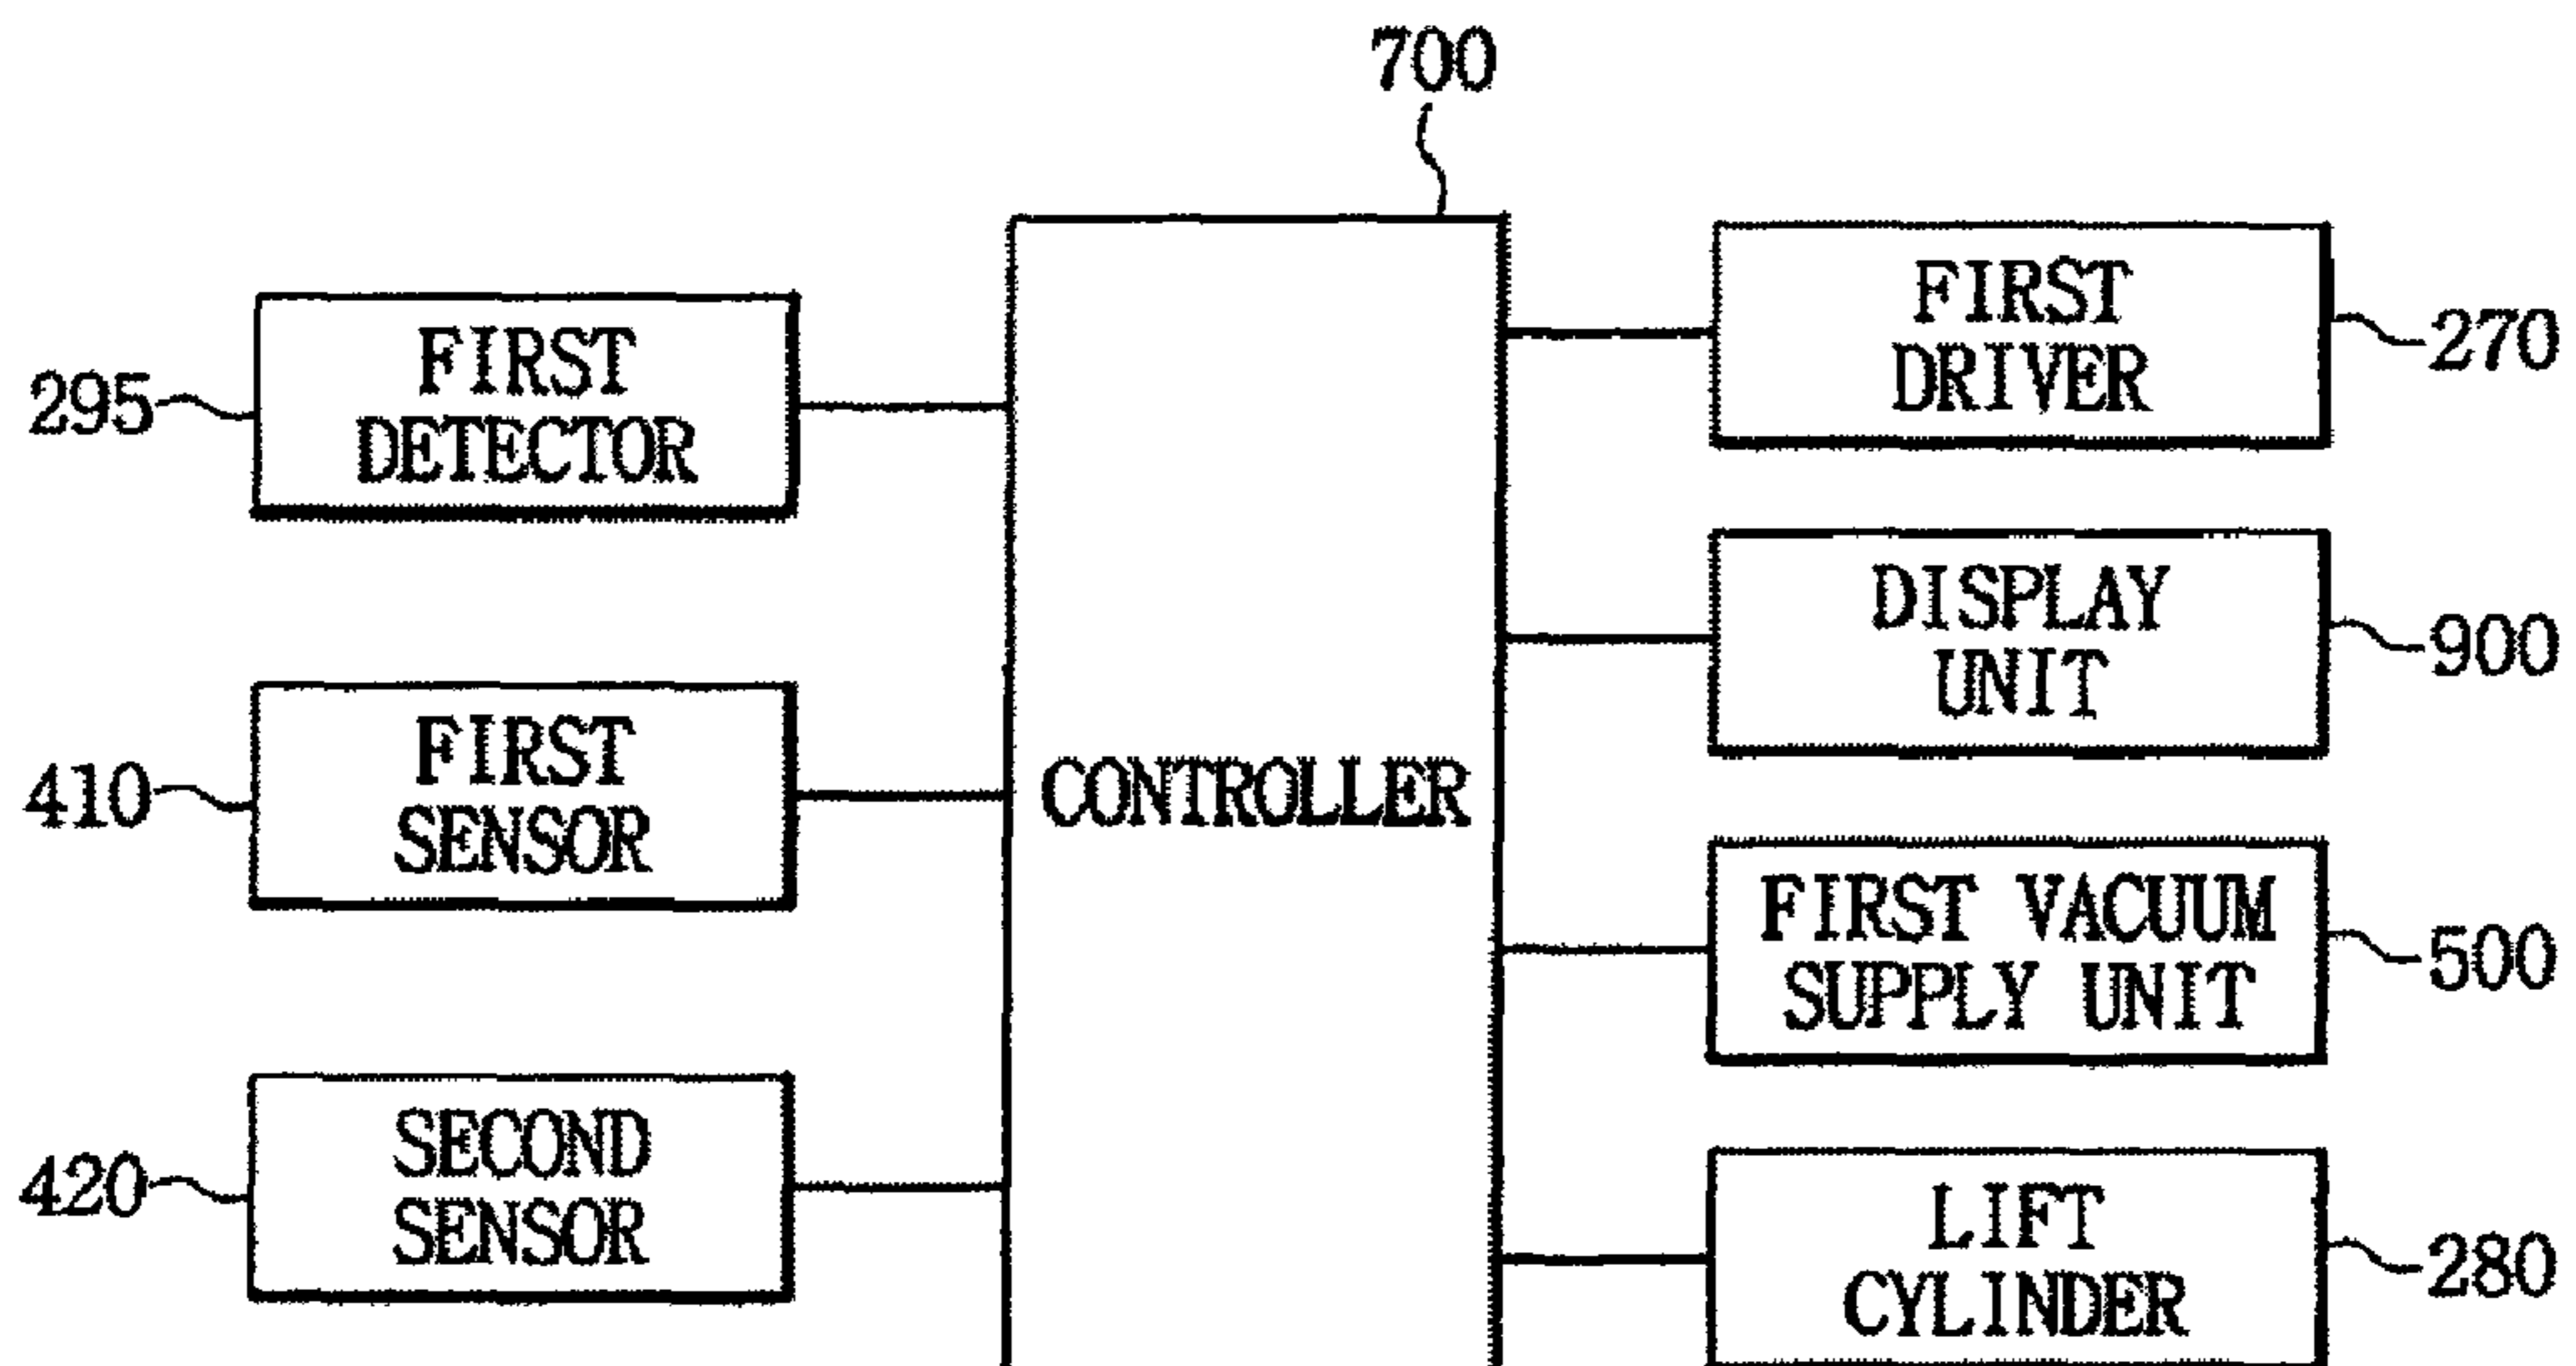 700
295
FIRST
DETECTOR
410
FIRST
SENSOR
420
SECOND
SENSOR
CONTROLLER
FIRST
DRIVER
270
DISPLAY
UNIT
900
FIRST VACUUM
SUPPLY UNIT
500
LIFT
CYLINDER
280